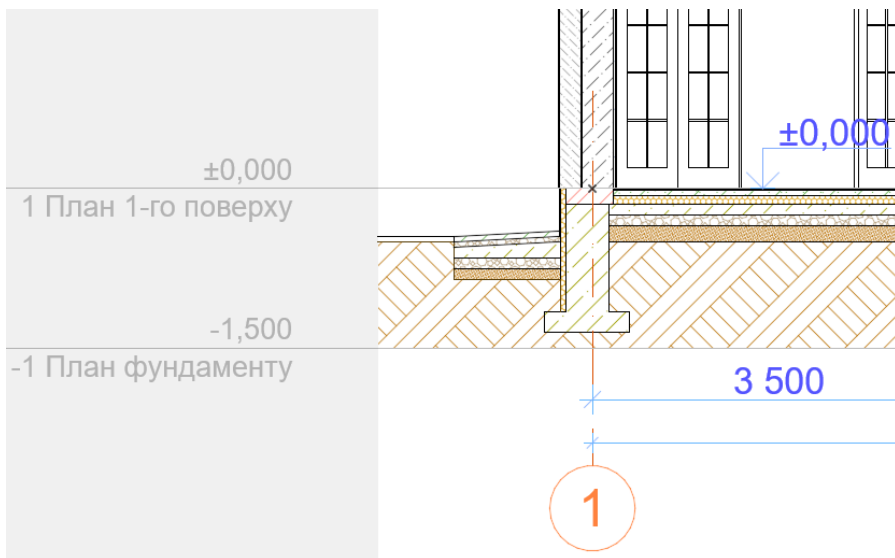 ±0,000
±0,000
1 План 1-го поверху
-1,500
-1 План фундаменту
3 500
1